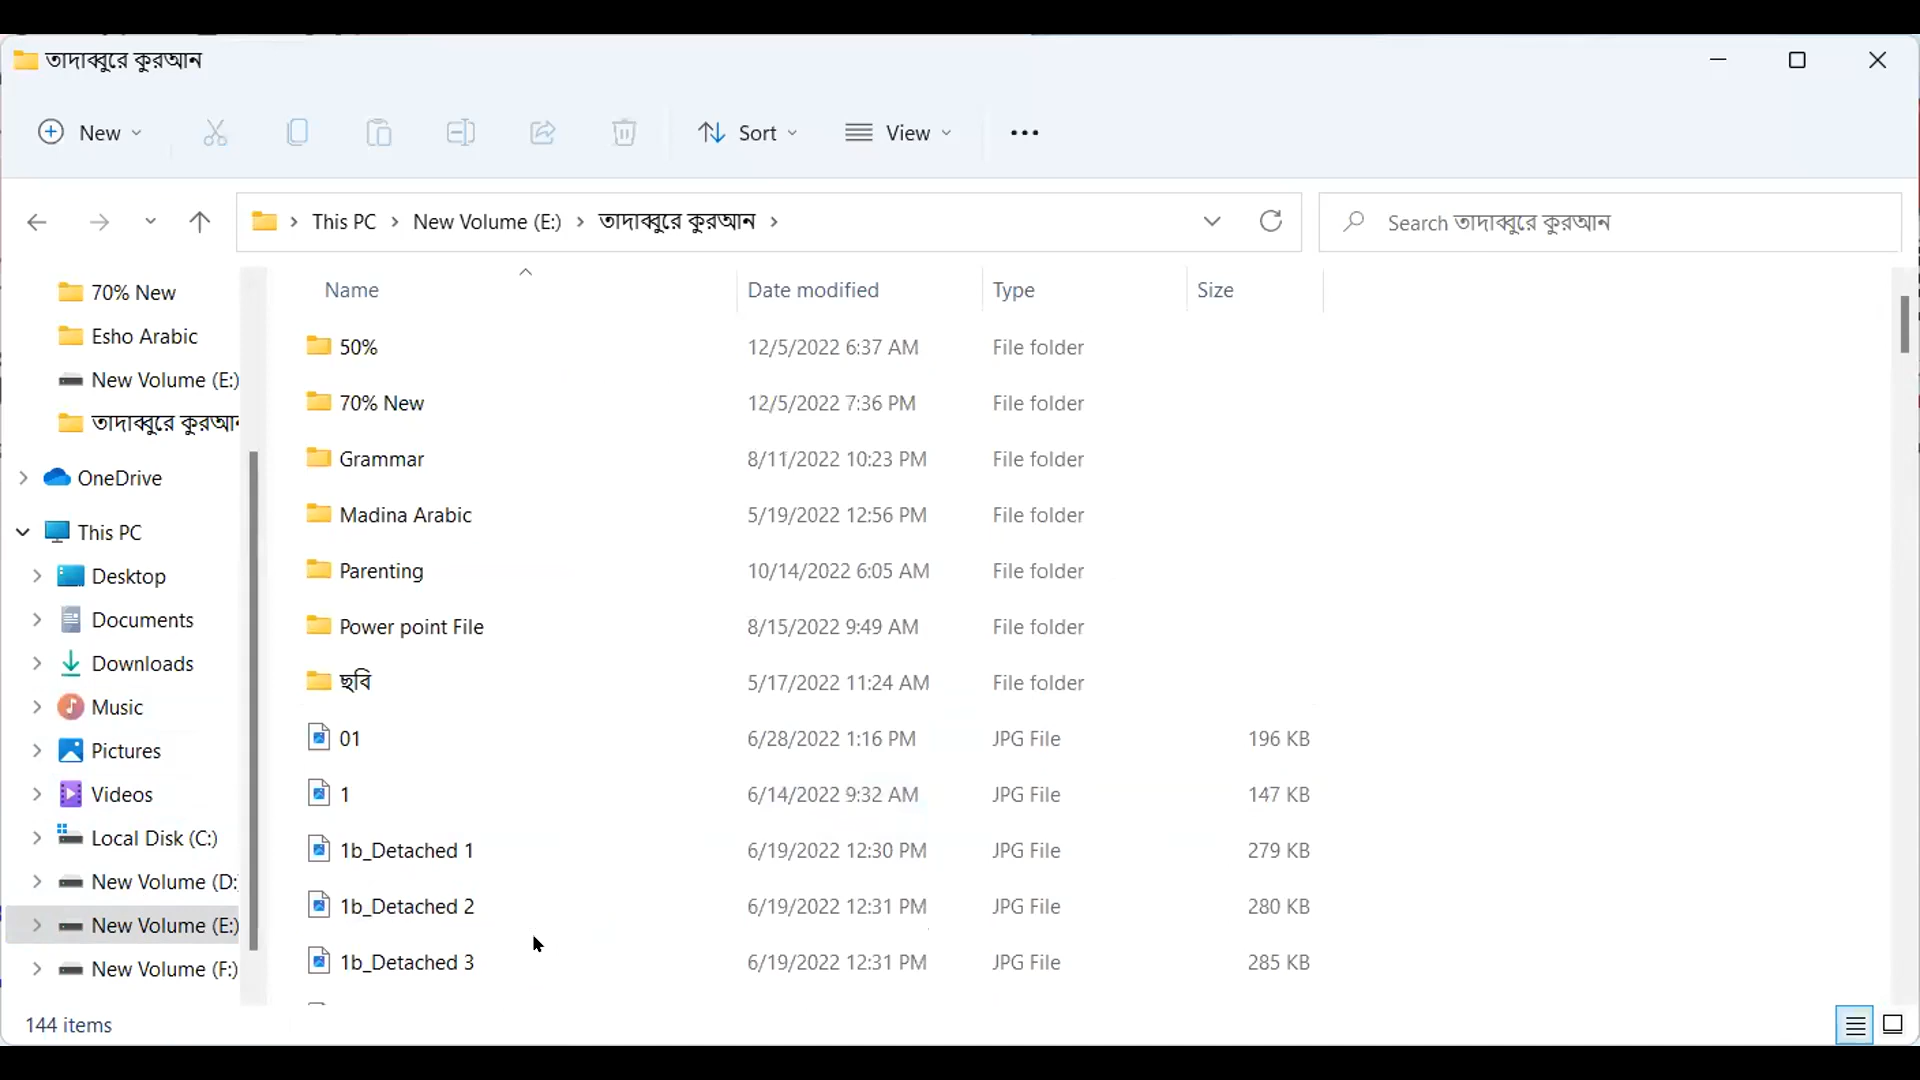 তাদাব্বুরে কুরআন
New Sort View
This PC New Volume (E:) তাদাব্বুরে কুরআন
Search তাদাব্বুরে কুরআন
70% New
Esho Arabic
New Volume (E:)
তাদাব্বুরে কুরআন
OneDrive
This PC
Desktop
Documents
Downloads
Music
Pictures
Videos
Local Disk (C:)
New Volume (D:
New Volume (E:)
New Volume (F:)
Name Date modified Type Size
50% 12/5/2022 6:37 AM File folder
70% New 12/5/2022 7:36 PM File folder
Grammar 8/11/2022 10:23 PM File folder
Madina Arabic 5/19/2022 12:56 PM File folder
Parenting 10/14/2022 6:05 AM File folder
Power point File 8/15/2022 9:49 AM File folder
ছবি 5/17/2022 11:24 AM File folder
01 6/28/2022 1:16 PM JPG File 196 KB
1 6/14/2022 9:32 AM JPG File 147 KB
1b_Detached 1 6/19/2022 12:30 PM JPG File 279 KB
1b_Detached 2 6/19/2022 12:31 PM JPG File 280 KB
1b_Detached 3 6/19/2022 12:31 PM JPG File 285 KB
144 items